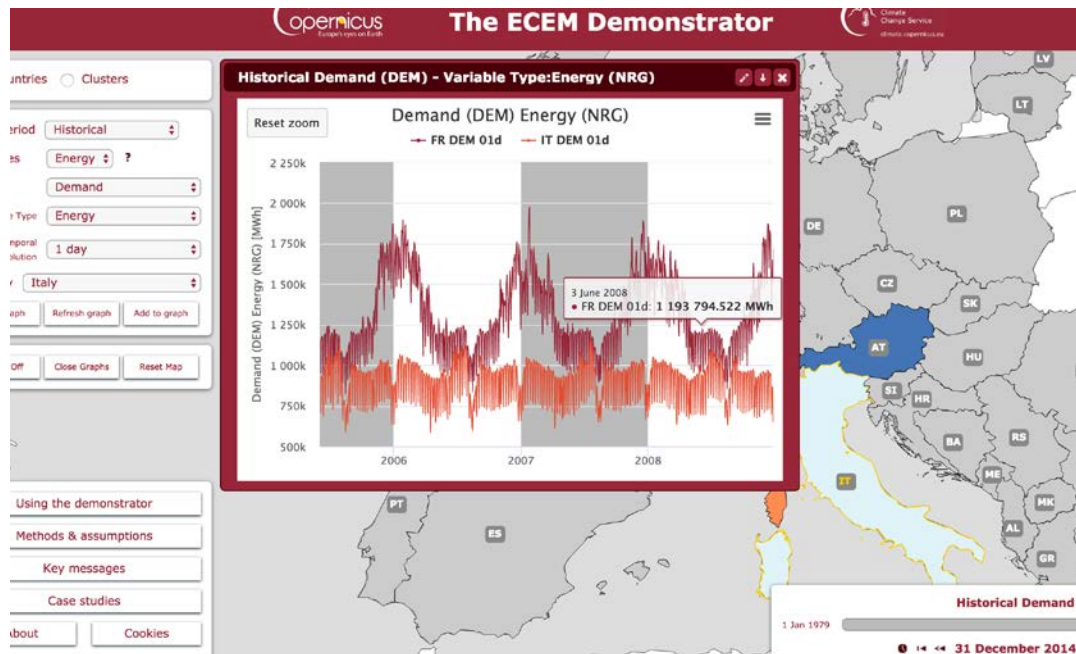 opernicus
Europe's eyes on Earth
The ECEM Demonstrator
Climate
Change Service
climate.copernicus.eu
untries
Clusters
eriod
Historical
es
Energy
?
Demand
e Type
Energy
mporal
olution
1 day
y
Italy
aph
Refresh graph
Add to graph
Off
Close Graphs
Reset Map
Using the demonstrator
Methods & assumptions
Key messages
Case studies
About
Cookies
Historical Demand (DEM) - Variable Type:Energy (NRG)
Reset zoom
Demand (DEM) Energy (NRG)
FR DEM 01d
IT DEM 01d
Demand (DEM) Energy (NRG) [MWh]
2 250k
2 000k
1 750k
1 500k
1 250k
1 000k
750k
500k
2006
2007
2008
3 June 2008
FR DEM 01d: 1 193 794.522 MWh
LV
LT
DE
PL
CZ
SK
AT
HU
SI
HR
BA
RS
ME
IT
MK
AL
GR
PT
ES
Historical Demand
1 Jan 1979
31 December 2014